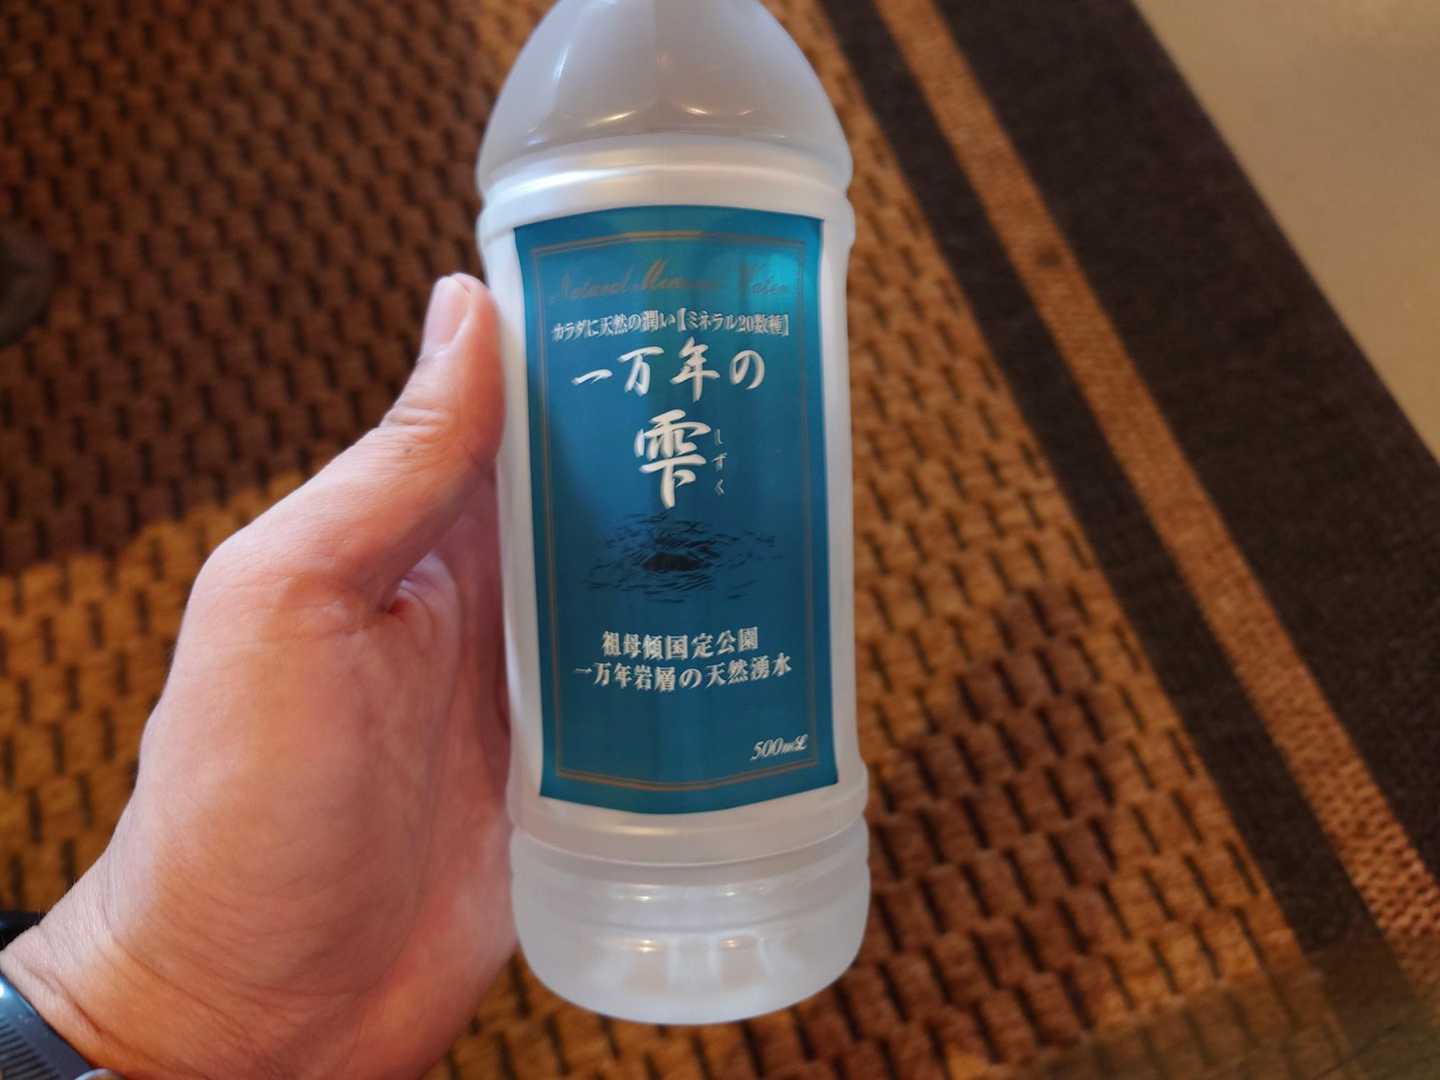 Natural Mineral Water
カラダに天然の潤い【ミネラル20数種】
一万年の
雫
しずく
祖母傾国定公園
一万年岩層の天然湧水
500mL